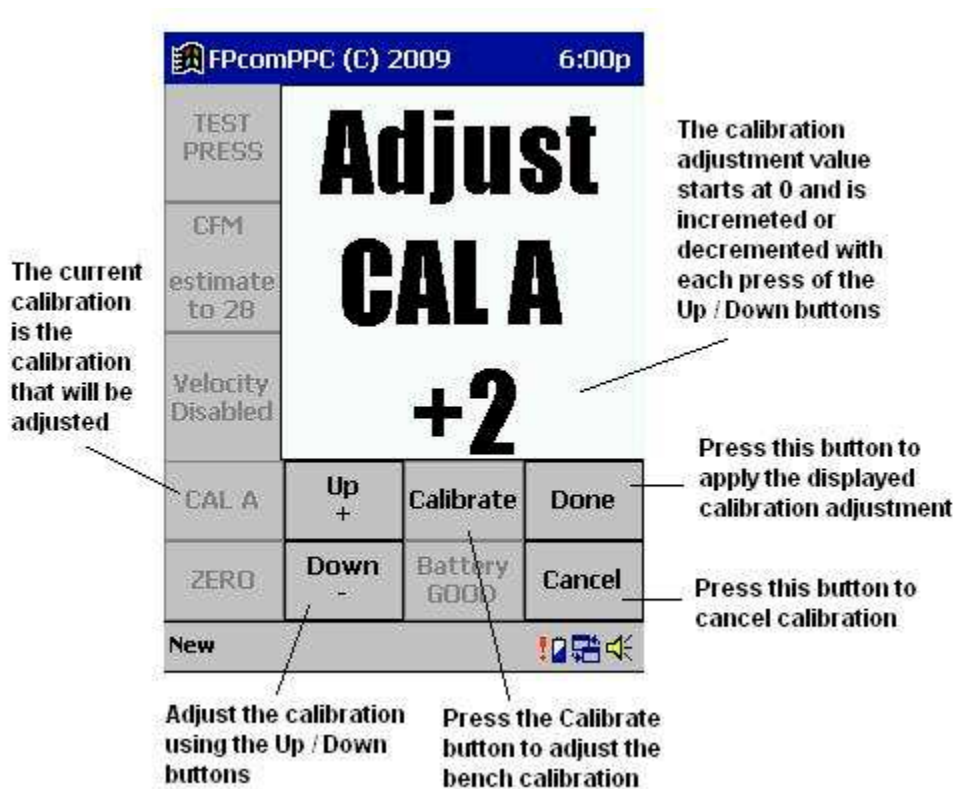 FPcomPPC (C) 2009 6:00p
TEST
PRESS
CFM
estimate
to 28
Velocity
Disabled
CAL A
ZERO
Adjust
CAL A
+2
Up
+
Calibrate
Done
Down
-
Battery
GOOD
Cancel
New
The current
calibration
is the
calibration
that will be
adjusted
The calibration
adjustment value
starts at 0 and is
incremeted or
decremented with
each press of the
Up / Down buttons
Press this button to
apply the displayed
calibration adjustment
Press this button to
cancel calibration
Adjust the calibration
using the Up / Down
buttons
Press the Calibrate
button to adjust the
bench calibration